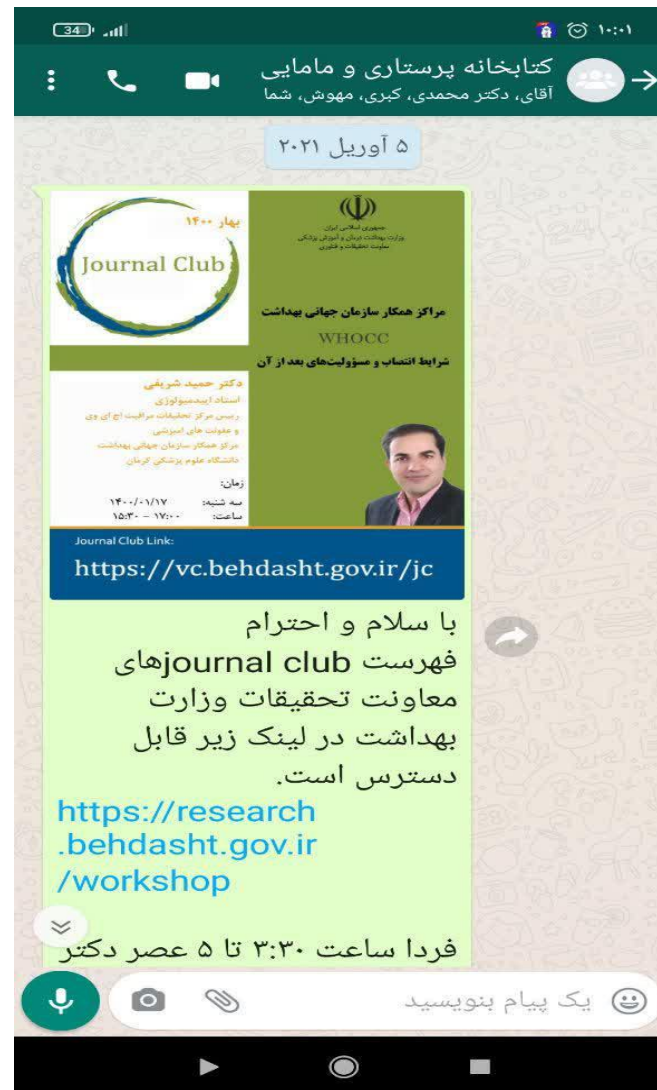 34
۱۰:۰۱
کتابخانه پرستاری و مامایی
آقای، دکتر محمدی، کبری، مهوش، شما
۵ آوریل ۲۰۲۱
بهار ۱۴۰۰
Journal Club
جمهوری اسلامی ایران
وزارت بهداشت، درمان و آموزش پزشکی
معاونت تحقیقات و فناوری
مراکز همکار سازمان جهانی بهداشت
WHOCC
شرایط انتصاب و مسؤولیت‌های بعد از آن
دکتر حمید شریفی
استاد اپیدمیولوژی
رییس مرکز تحقیقات مراقبت اچ ای وی
و عفونت های آمیزشی
مرکز همکار سازمان جهانی بهداشت
دانشگاه علوم پزشکی کرمان
زمان:
سه شنبه: ۱۴۰۰/۰۱/۱۷
ساعت: ۱۵:۳۰ – ۱۷:۰۰
Journal Club Link:
https://vc.behdasht.gov.ir/jc
با سلام و احترام
فهرست journal clubهای
معاونت تحقیقات وزارت
بهداشت در لینک زیر قابل
دسترس است.
https://research
.behdasht.gov.ir
/workshop
فردا ساعت ۳:۳۰ تا ۵ عصر دکتر
یک پیام بنویسید